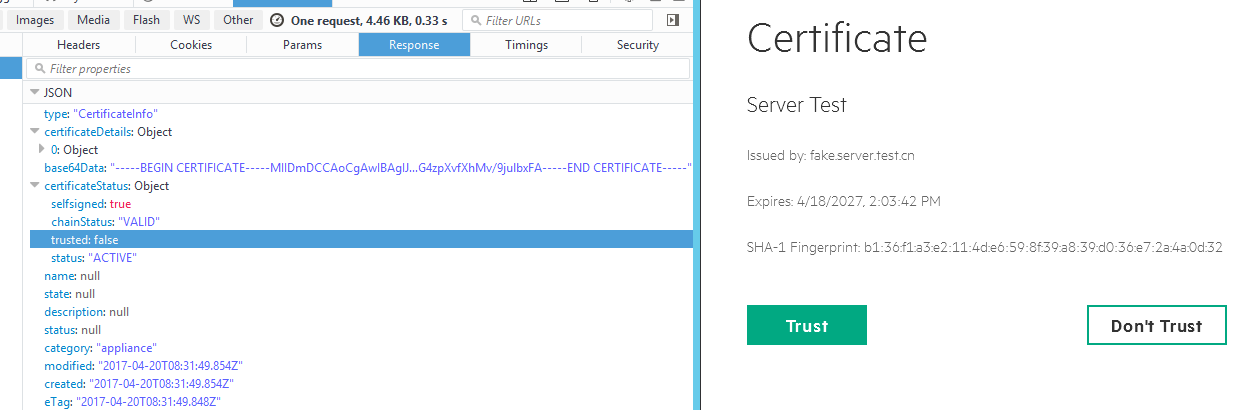 Images Media Flash WS Other One request, 4.46 KB, 0.33 s Filter URLs
Headers Cookies Params Response Timings Security
Filter properties
JSON
type: "CertificateInfo"
certificateDetails: Object
0: Object
base64Data: "-----BEGIN CERTIFICATE-----MIIDmDCCAoCgAwIBAgIJ...G4zpXvfXhMv/9julbxFA-----END CERTIFICATE-----"
certificateStatus: Object
selfsigned: true
chainStatus: "VALID"
trusted: false
status: "ACTIVE"
name: null
state: null
description: null
status: null
category: "appliance"
modified: "2017-04-20T08:31:49.854Z"
created: "2017-04-20T08:31:49.854Z"
eTag: "2017-04-20T08:31:49.848Z"
Certificate
Server Test
Issued by: fake.server.test.cn
Expires: 4/18/2027, 2:03:42 PM
SHA-1 Fingerprint: b1:36:f1:a3:e2:11:4d:e6:59:8f:39:a8:39:d0:36:e7:2a:4a:0d:32
Trust Don't Trust